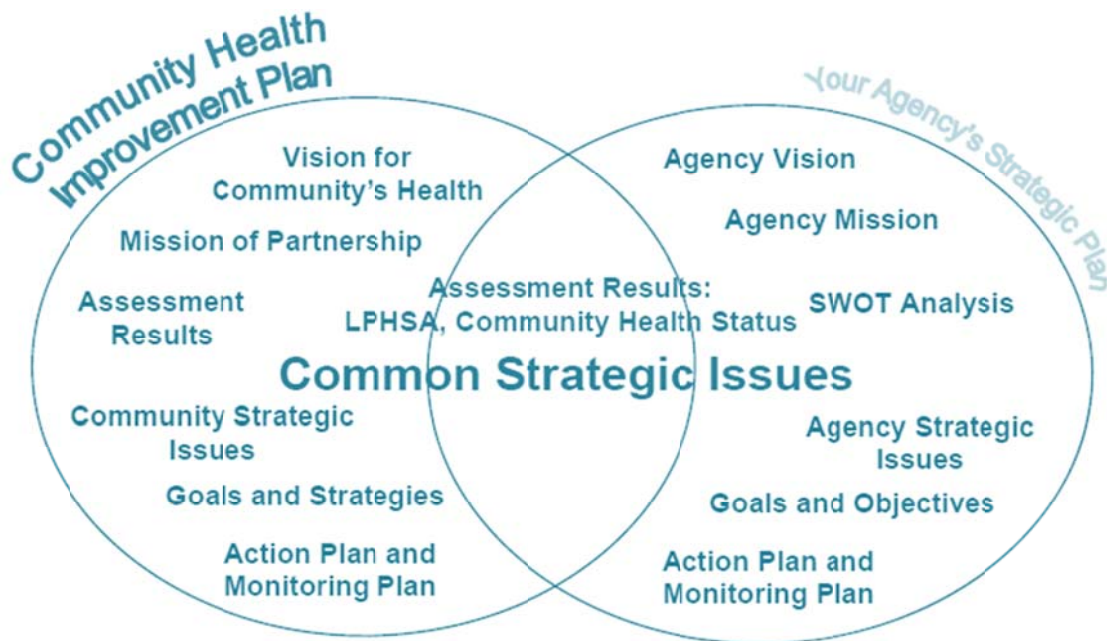 Community Health
Improvement Plan
Your Agency's Strategic Plan
Vision for
Community's Health
Mission of Partnership
Assessment
Results
Community Strategic
Issues
Goals and Strategies
Action Plan and
Monitoring Plan
Assessment Results:
LPHSA, Community Health Status
Common Strategic Issues
Agency Vision
Agency Mission
SWOT Analysis
Agency Strategic
Issues
Goals and Objectives
Action Plan and
Monitoring Plan